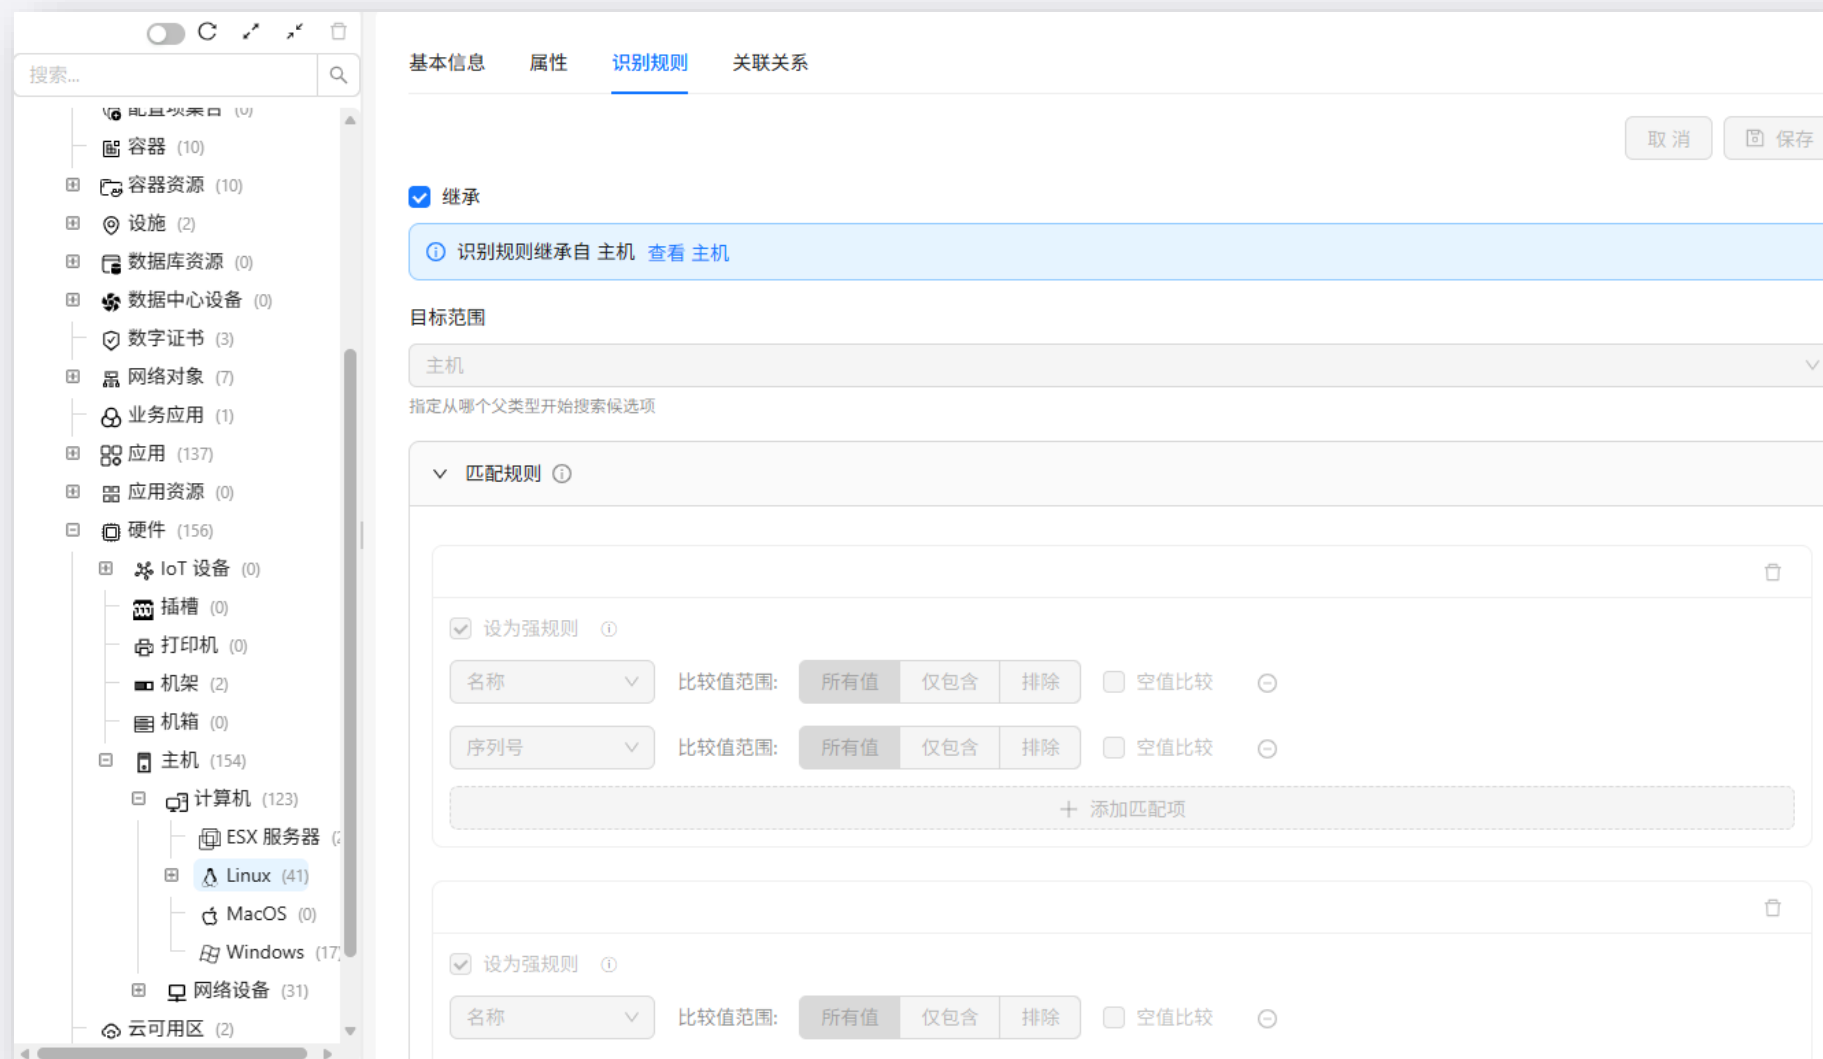 搜索...
配置项集合 (0)
容器 (10)
容器资源 (10)
设施 (2)
数据库资源 (0)
数据中心设备 (0)
数字证书 (3)
网络对象 (7)
业务应用 (1)
应用 (137)
应用资源 (0)
硬件 (156)
IoT 设备 (0)
插槽 (0)
打印机 (0)
机架 (2)
机箱 (0)
主机 (154)
计算机 (123)
ESX 服务器
Linux (41)
MacOS (0)
Windows (17)
网络设备 (31)
云可用区 (2)
基本信息 属性 识别规则 关联关系
取 消 保存
继承
识别规则继承自 主机 查看 主机
目标范围
主机
指定从哪个父类型开始搜索候选项
匹配规则
设为强规则
名称 比较值范围: 所有值 仅包含 排除 空值比较
序列号 比较值范围: 所有值 仅包含 排除 空值比较
添加匹配项
设为强规则
名称 比较值范围: 所有值 仅包含 排除 空值比较